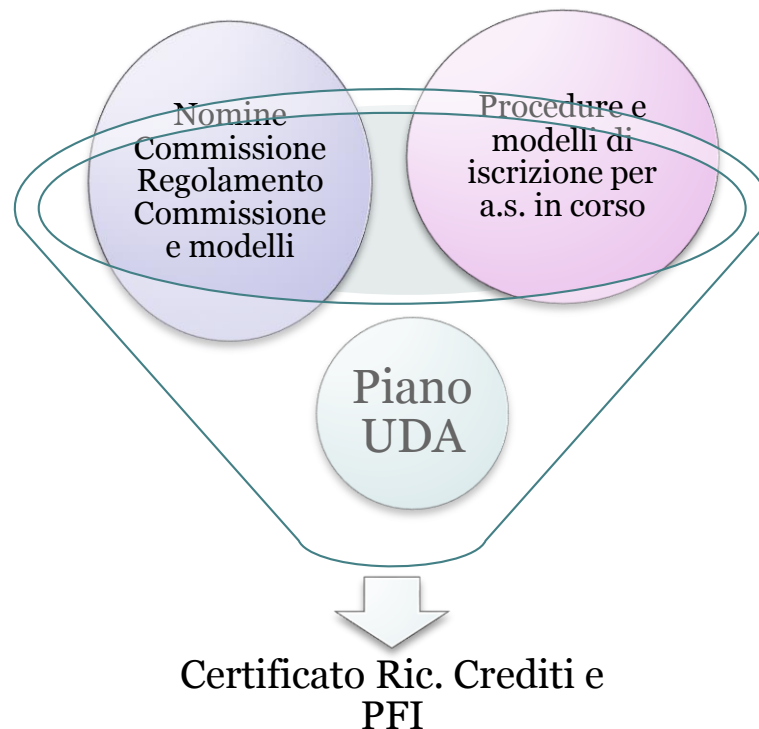 Nomine
Commissione
Regolamento
Commissione
e modelli
Procedure e
modelli di
iscrizione per
a.s. in corso
Piano
UDA
Certificato Ric. Crediti e
PFI